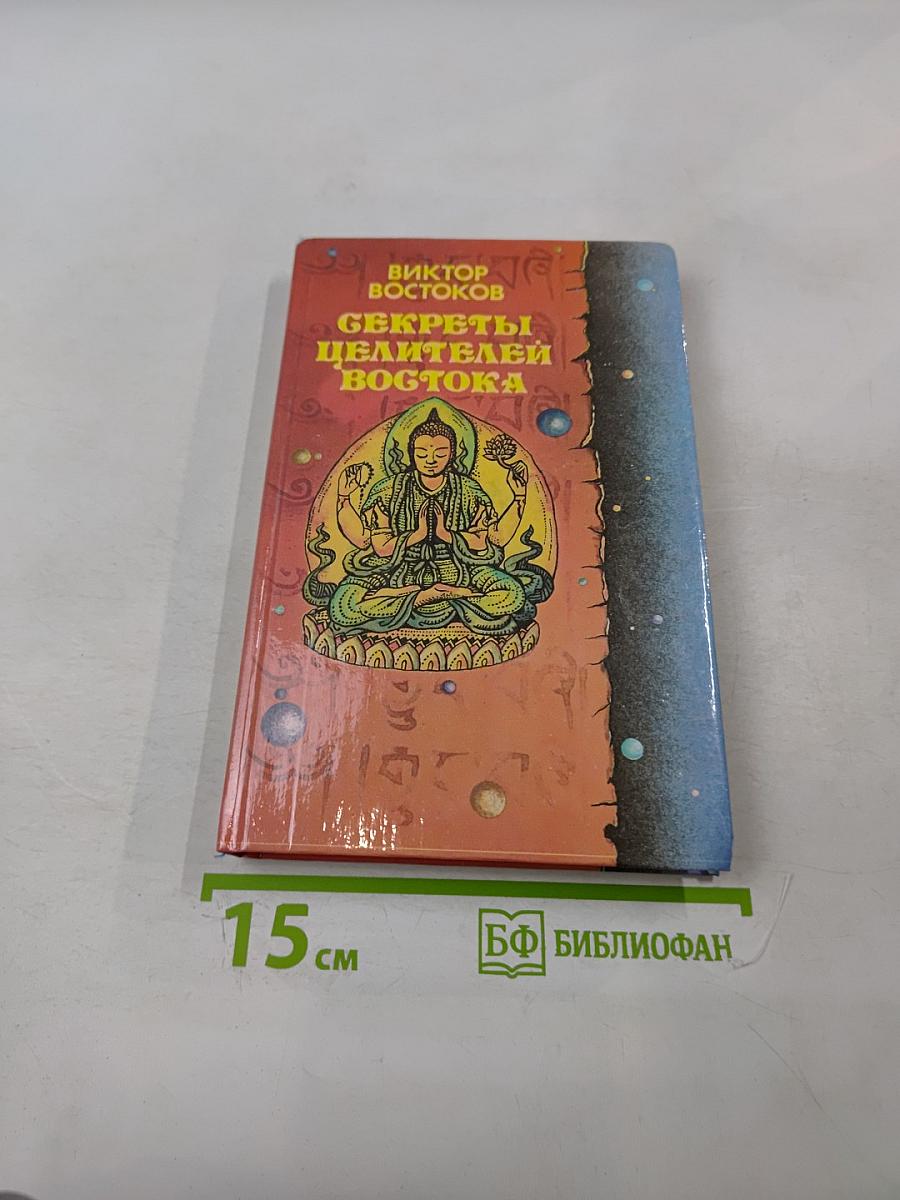 ВИКТОР
ВОСТОКОВ
СЕКРЕТЫ
ЦЕЛИТЕЛЕЙ
ВОСТОКА
15 см
БФ БИБЛИОФАН